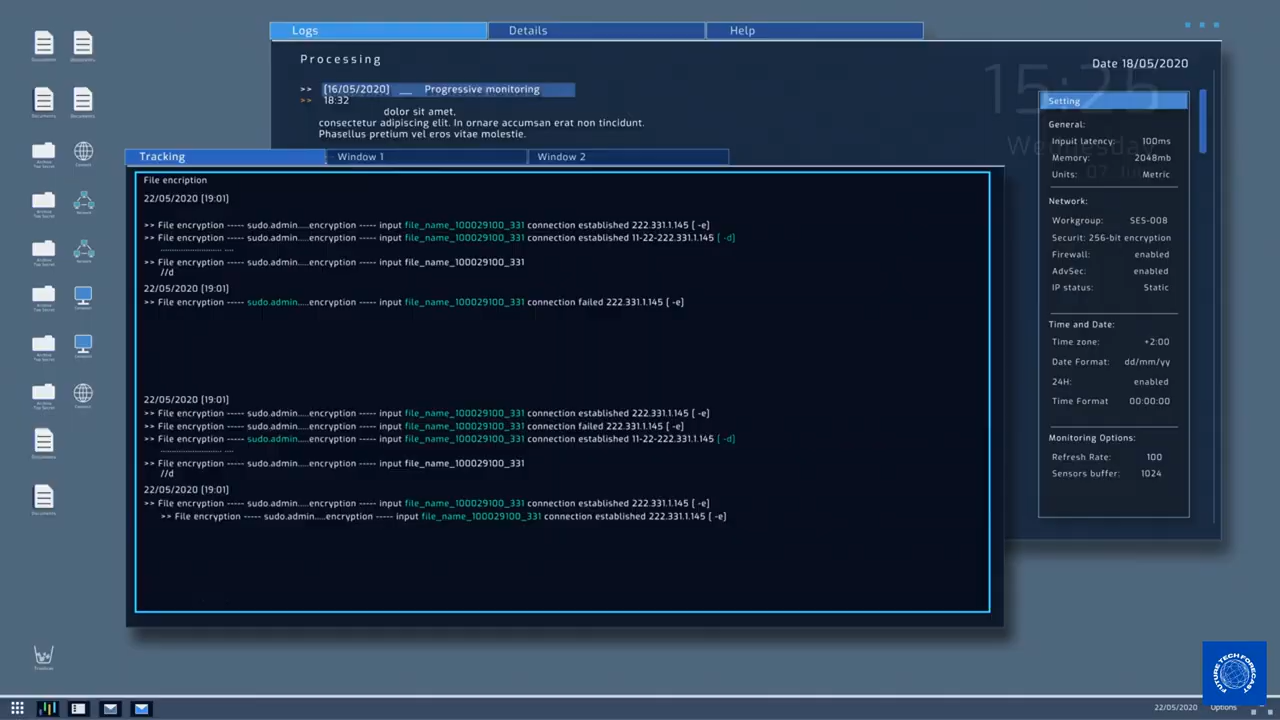 Logs
Details
Help
Processing
Date 18/05/2020
>> [16/05/2020] __ Progressive monitoring
>> 18:32
dolor sit amet,
consectetur adipiscing elit. In ornare accumsan erat non tincidunt.
Phasellus pretium vel eros vitae molestie.
15:25
Wednesday
Tracking
Window 1
Window 2
File encription
22/05/2020 [19:01]
>> File encryption ----- sudo.admin.....encryption ----- input file_name_100029100_331 connection established 222.331.1.145 [ -e]
>> File encryption ----- sudo.admin.....encryption ----- input file_name_100029100_331 connection established 11-22-222.331.1.145 [ -d]
............................ ....
>> File encryption ----- sudo.admin.....encryption ----- input file_name_100029100_331
//d
22/05/2020 [19:01]
>> File encryption ----- sudo.admin.....encryption ----- input file_name_100029100_331 connection failed 222.331.1.145 [ -e]
22/05/2020 [19:01]
>> File encryption ----- sudo.admin.....encryption ----- input file_name_100029100_331 connection established 222.331.1.145 [ -e]
>> File encryption ----- sudo.admin.....encryption ----- input file_name_100029100_331 connection failed 222.331.1.145 [ -e]
>> File encryption ----- sudo.admin.....encryption ----- input file_name_100029100_331 connection established 11-22-222.331.1.145 [ -d]
............................ ....
>> File encryption ----- sudo.admin.....encryption ----- input file_name_100029100_331
//d
22/05/2020 [19:01]
>> File encryption ----- sudo.admin.....encryption ----- input file_name_100029100_331 connection established 222.331.1.145 [ -e]
>> File encryption ----- sudo.admin.....encryption ----- input file_name_100029100_331 connection established 222.331.1.145 [ -e]
Setting
General:
Input latency 100ms
Memory: 2048mb
Units: Metric
Network:
Workgroup: SES-008
Securit: 256-bit encryption
Firewall: enabled
AdvSec: enabled
IP status: Static
Time and Date:
Time zone: +2:00
Date Format: dd/mm/yy
24H: enabled
Time Format 00:00:00
Monitoring Options:
Refresh Rate: 100
Sensors buffer: 1024
FUTURE TECH FORECAST
22/05/2020
Options